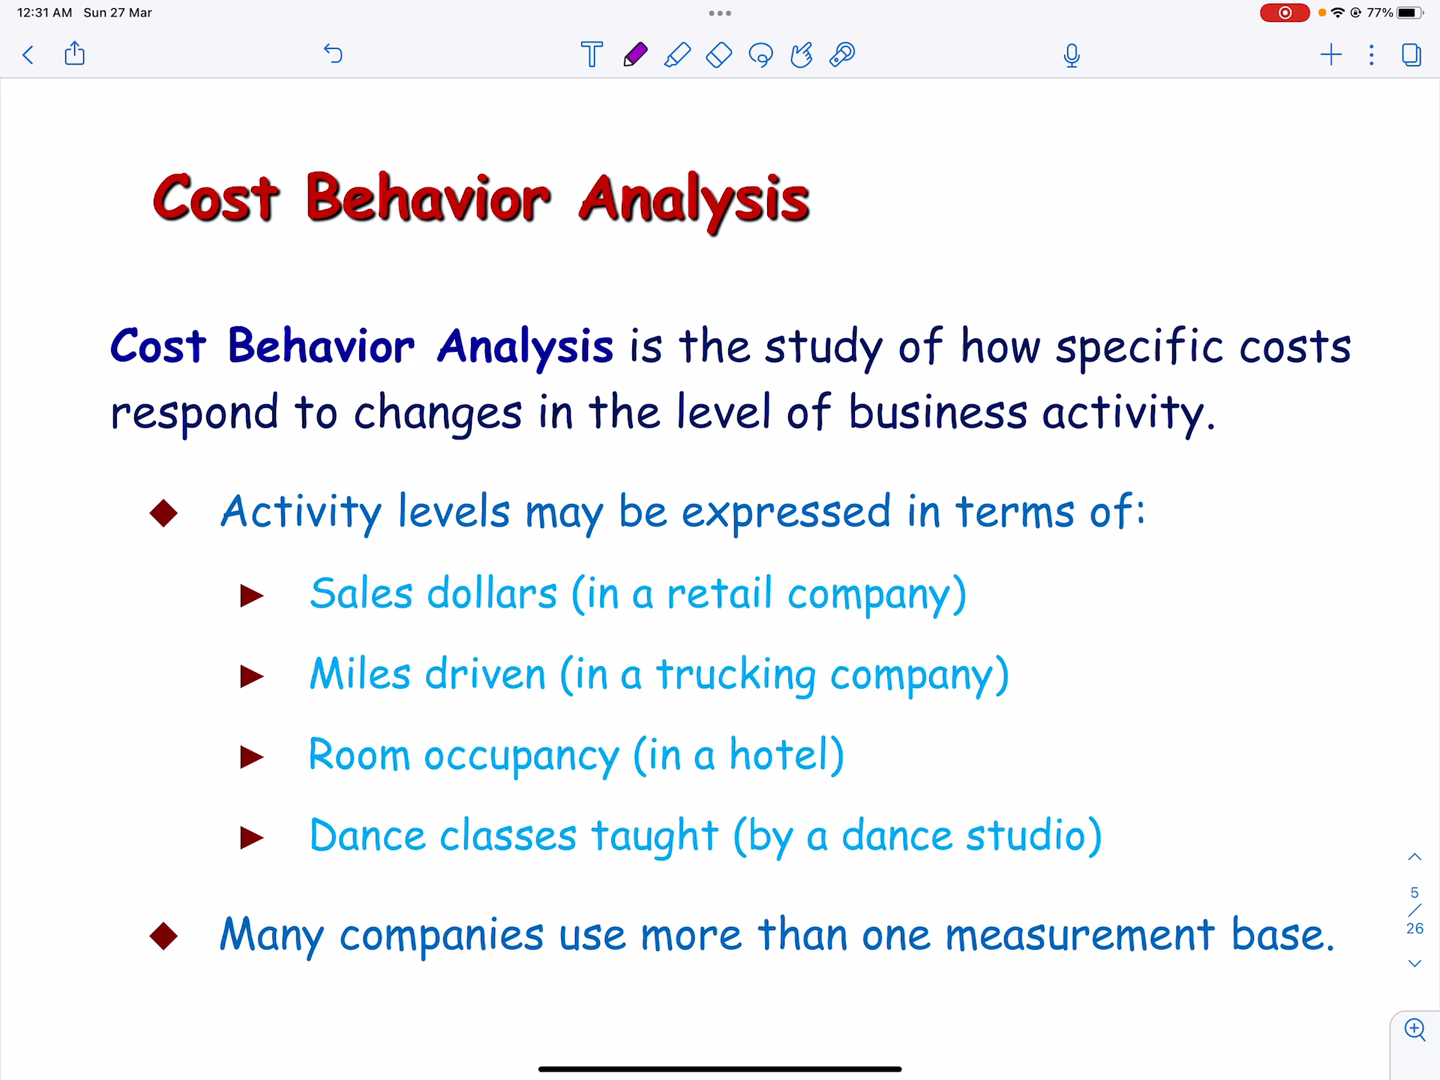 12:31 AM Sun 27 Mar
77%
Cost Behavior Analysis
Cost Behavior Analysis is the study of how specific costs
respond to changes in the level of business activity.
Activity levels may be expressed in terms of:
Sales dollars (in a retail company)
Miles driven (in a trucking company)
Room occupancy (in a hotel)
Dance classes taught (by a dance studio)
Many companies use more than one measurement base.
5
/
26